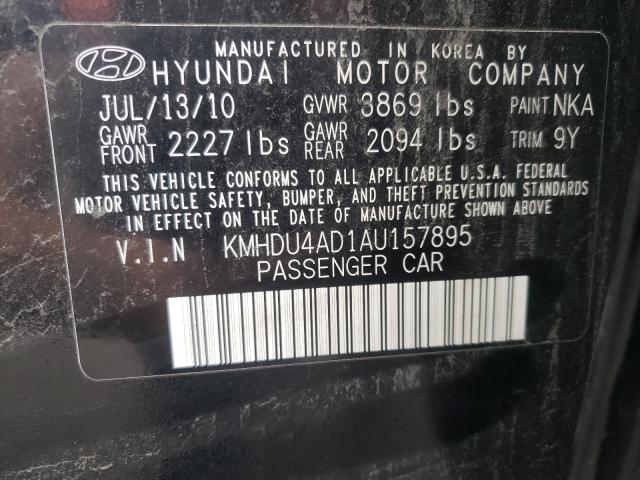 MANUFACTURED IN KOREA BY
HYUNDAI MOTOR COMPANY
JUL/13/10 GVWR 3869 lbs PAINT NKA
GAWR FRONT 2227 lbs GAWR REAR 2094 lbs TRIM 9Y
THIS VEHICLE CONFORMS TO ALL APPLICABLE U.S.A. FEDERAL
MOTOR VEHICLE SAFETY, BUMPER, AND THEFT PREVENTION STANDARDS
IN EFFECT ON THE DATE OF MANUFACTURE SHOWN ABOVE.
V.I.N KMHDU4AD1AU157895
PASSENGER CAR